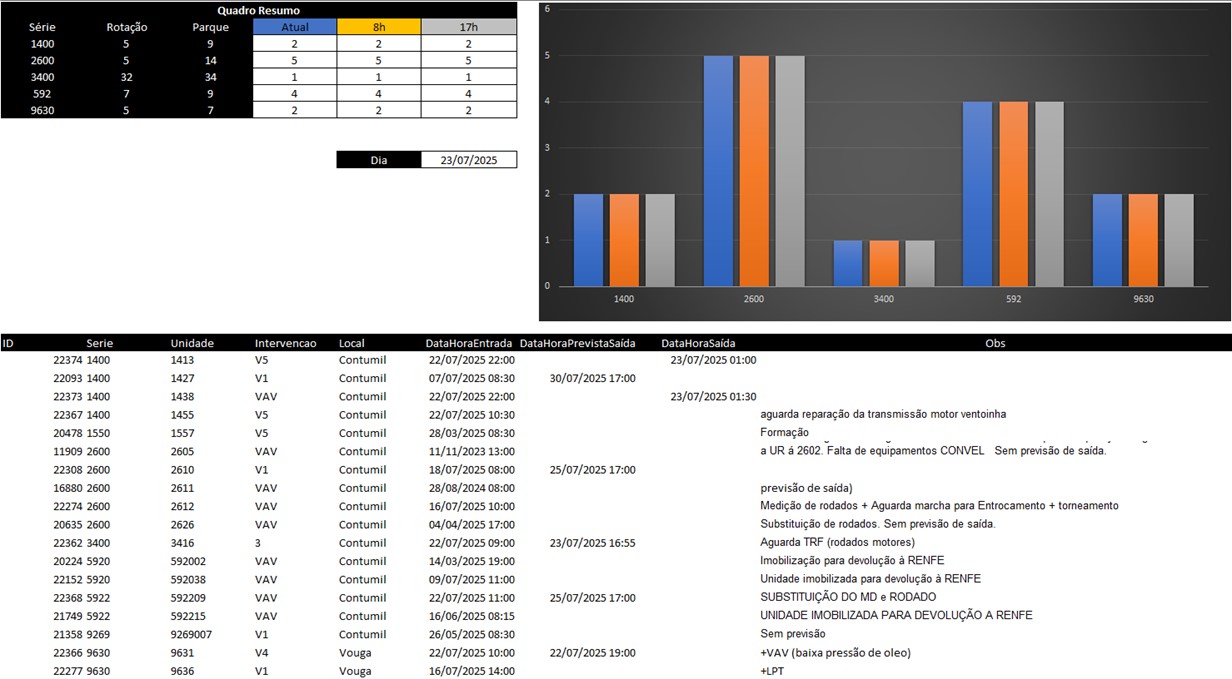 Quadro Resumo
Série Rotação Parque Atual 8h 17h
1400 5 9 2 2 2
2600 5 14 5 5 5
3400 32 34 1 1 1
592 7 9 4 4 4
9630 5 7 2 2 2
Dia 23/07/2025
6
5
4
3
2
1
0
1400 2600 3400 592 9630
ID Serie Unidade Intervencao Local DataHoraEntrada DataHoraPrevistaSaída DataHoraSaída Obs
22374 1400 1413 V5 Contumil 22/07/2025 22:00 23/07/2025 01:00
22093 1400 1427 V1 Contumil 07/07/2025 08:30 30/07/2025 17:00
22373 1400 1438 VAV Contumil 22/07/2025 22:00 23/07/2025 01:30
22367 1400 1455 V5 Contumil 22/07/2025 10:30 aguarda reparação da transmissão motor ventoinha
20478 1550 1557 V5 Contumil 28/03/2025 08:30 Formação
11909 2600 2605 VAV Contumil 11/11/2023 13:00 a UR á 2602. Falta de equipamentos CONVEL Sem previsão de saída.
22308 2600 2610 V1 Contumil 18/07/2025 08:00 25/07/2025 17:00
16880 2600 2611 VAV Contumil 28/08/2024 08:00 previsão de saída)
22274 2600 2612 VAV Contumil 16/07/2025 10:00 Medição de rodados + Aguarda marcha para Entrocamento + torneamento
20635 2600 2626 VAV Contumil 04/04/2025 17:00 Substituição de rodados. Sem previsão de saída.
22362 3400 3416 3 Contumil 22/07/2025 09:00 23/07/2025 16:55 Aguarda TRF (rodados motores)
20224 5920 592002 VAV Contumil 14/03/2025 19:00 Imobilização para devolução à RENFE
22152 5920 592038 VAV Contumil 09/07/2025 11:00 Unidade imobilizada para devolução à RENFE
22368 5922 592209 VAV Contumil 22/07/2025 11:00 25/07/2025 17:00 SUBSTITUIÇÃO DO MD e RODADO
21749 5922 592215 VAV Contumil 16/06/2025 08:15 UNIDADE IMOBILIZADA PARA DEVOLUÇÃO A RENFE
21358 9269 9269007 V1 Contumil 26/05/2025 08:30 Sem previsão
22366 9630 9631 V4 Vouga 22/07/2025 10:00 22/07/2025 19:00 +VAV (baixa pressão de oleo)
22277 9630 9636 V1 Vouga 16/07/2025 14:00 +LPT